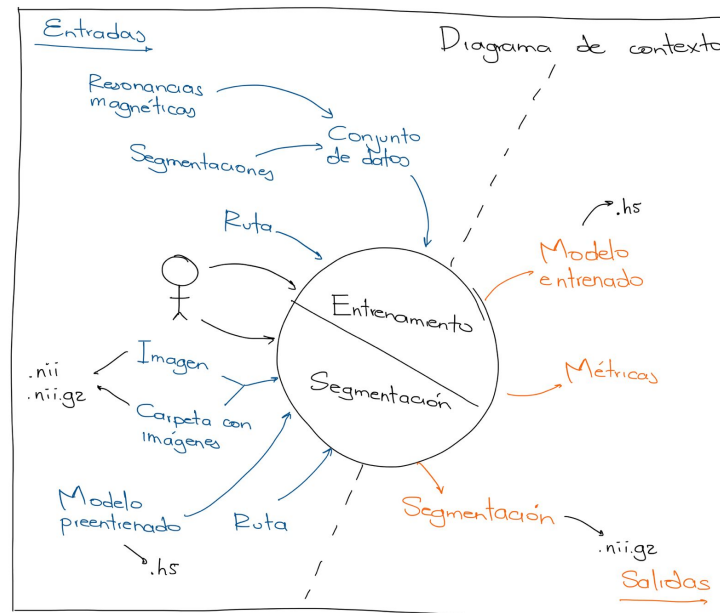 Entradas
Diagrama de contexto
Resonancias
magnéticas
Segmentaciones
Conjunto
de datos
Ruta
.h5
Modelo
entrenado
Entrenamiento
Imagen
.nii
.nii.gz
Carpeta con
imágenes
Segmentación
Métricas
Modelo
preentrenado
.h5
Ruta
Segmentación
.nii.gz
Salidas